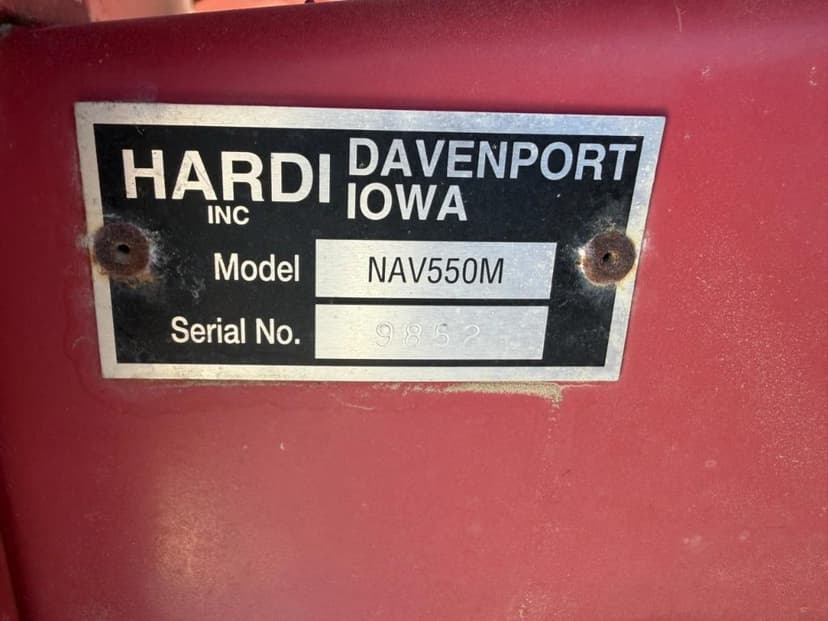 HARDI INC DAVENPORT IOWA
Model NAV550M
Serial No. 9852